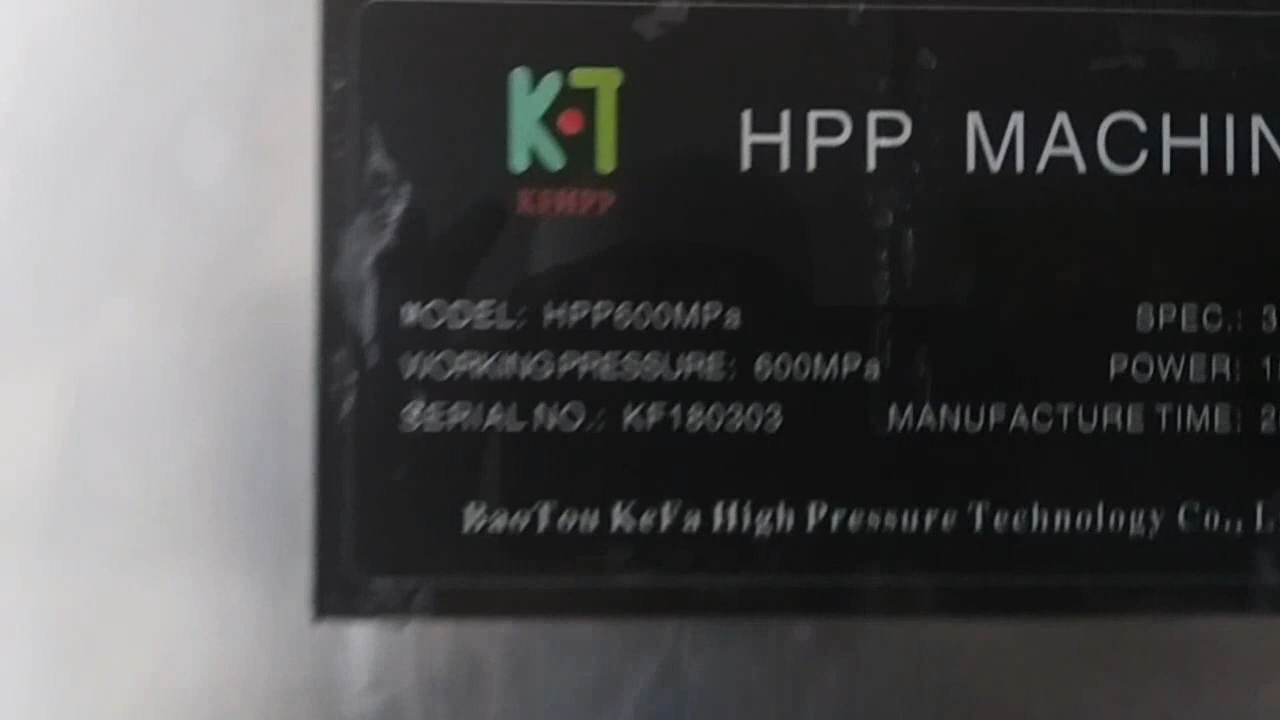 K·T
HPP MACHIN
MODEL: HPP600MPa SPEC.: 3
WORKING PRESSURE: 600MPa POWER: 1
SERIAL NO.: KF180303 MANUFACTURE TIME: 2
BaoTou KeFa High Pressure Technology Co., L